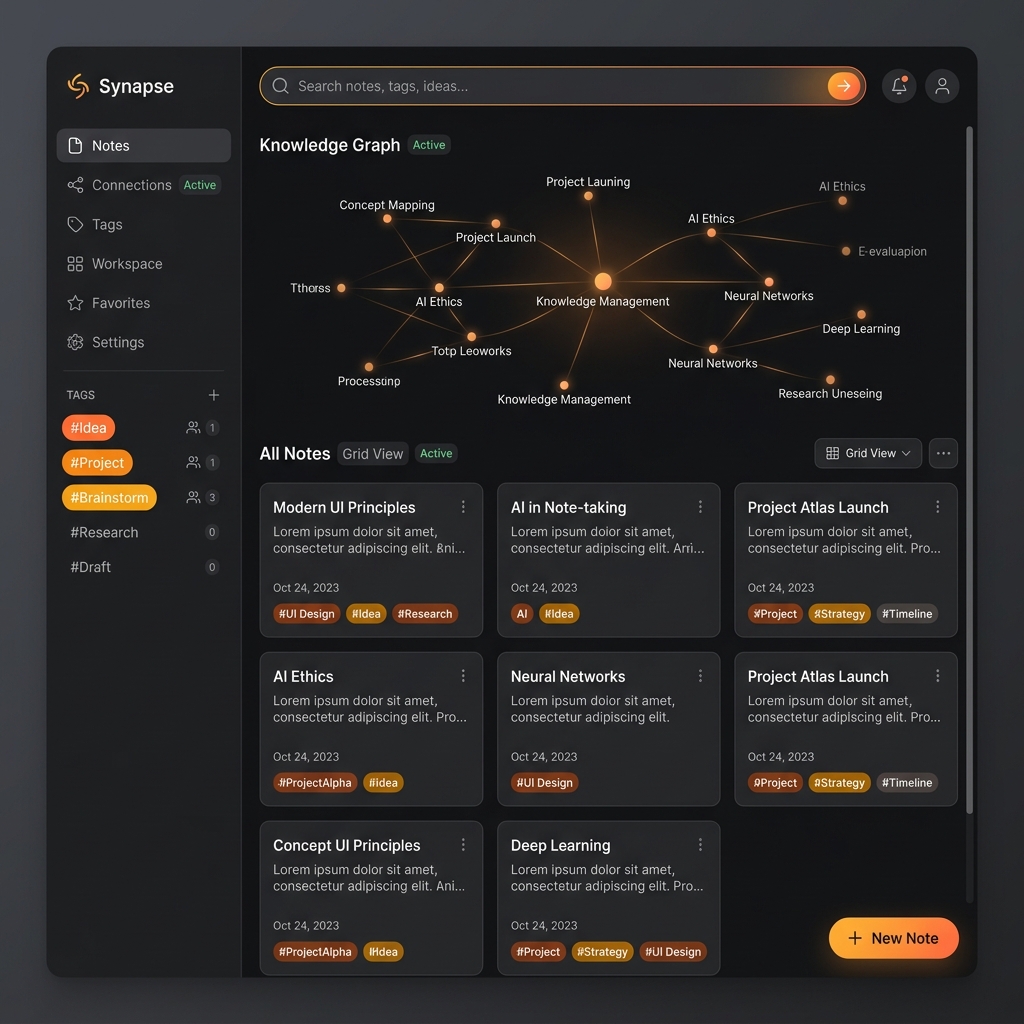 Synapse
Search notes, tags, ideas...
Notes
Connections Active
Tags
Workspace
Favorites
Settings
TAGS
#Idea 1
#Project 1
#Brainstorm 3
#Research 0
#Draft 0
Knowledge Graph Active
Project Launing
AI Ethics
Concept Mapping
AI Ethics
Project Launch
E-evaluapion
Tthorss
AI Ethics
Knowledge Management
Neural Networks
Deep Learning
Totp Leoworks
Neural Networks
Processing
Knowledge Management
Research Uneseing
All Notes Grid View Active
Grid View
Modern UI Principles
Lorem ipsum dolor sit amet,
consectetur adipiscing elit.
Oct 24, 2023
#UI Design #Idea #Research
AI in Note-taking
Lorem ipsum dolor sit amet,
consectetur adipiscing elit. Arri...
Oct 24, 2023
AI #Idea
Project Atlas Launch
Lorem ipsum dolor sit amet,
consectetur adipiscing elit. Pro...
Oct 24, 2023
#Project #Strategy #Timeline
AI Ethics
Lorem ipsum dolor sit amet,
consectetur adipiscing elit. Pro...
Oct 24, 2023
#ProjectAlpha #Idea
Neural Networks
Lorem ipsum dolor sit amet,
consectetur adipiscing elit.
Oct 24, 2023
#UI Design
Project Atlas Launch
Lorem ipsum dolor sit amet,
consectetur adipiscing elit. Pro...
Oct 24, 2023
#Project #Strategy #Timeline
Concept UI Principles
Lorem ipsum dolor sit amet,
consectetur adipiscing elit. Ani...
Oct 24, 2023
#ProjectAlpha #Idea
Deep Learning
Lorem ipsum dolor sit amet,
consectetur adipiscing elit. Pro...
Oct 24, 2023
#Project #Strategy #UI Design
+ New Note